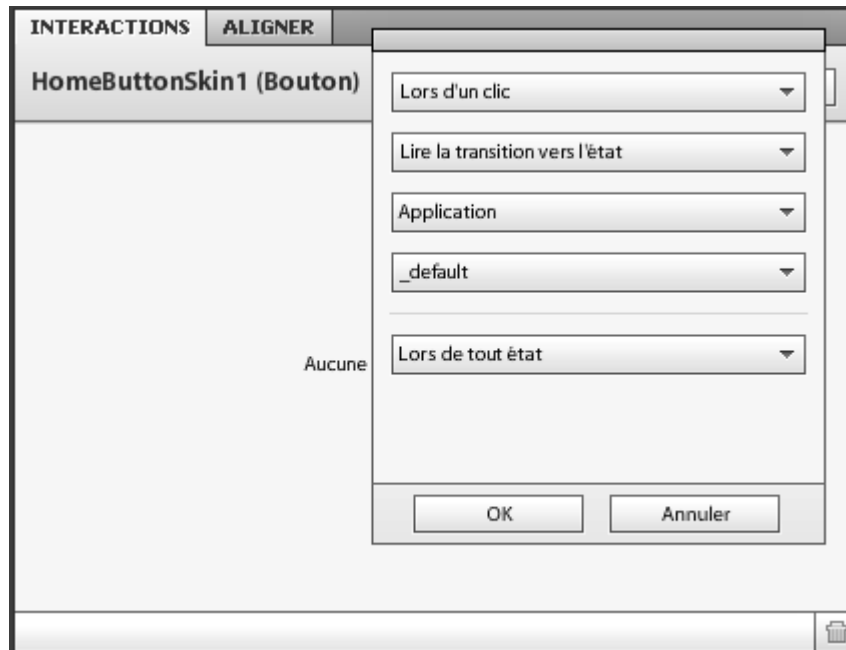 INTERACTIONS ALIGNER
HomeButtonSkin1 (Bouton)
Lors d'un clic
Lire la transition vers l'état
Application
_default
Lors de tout état
Aucune
OK Annuler